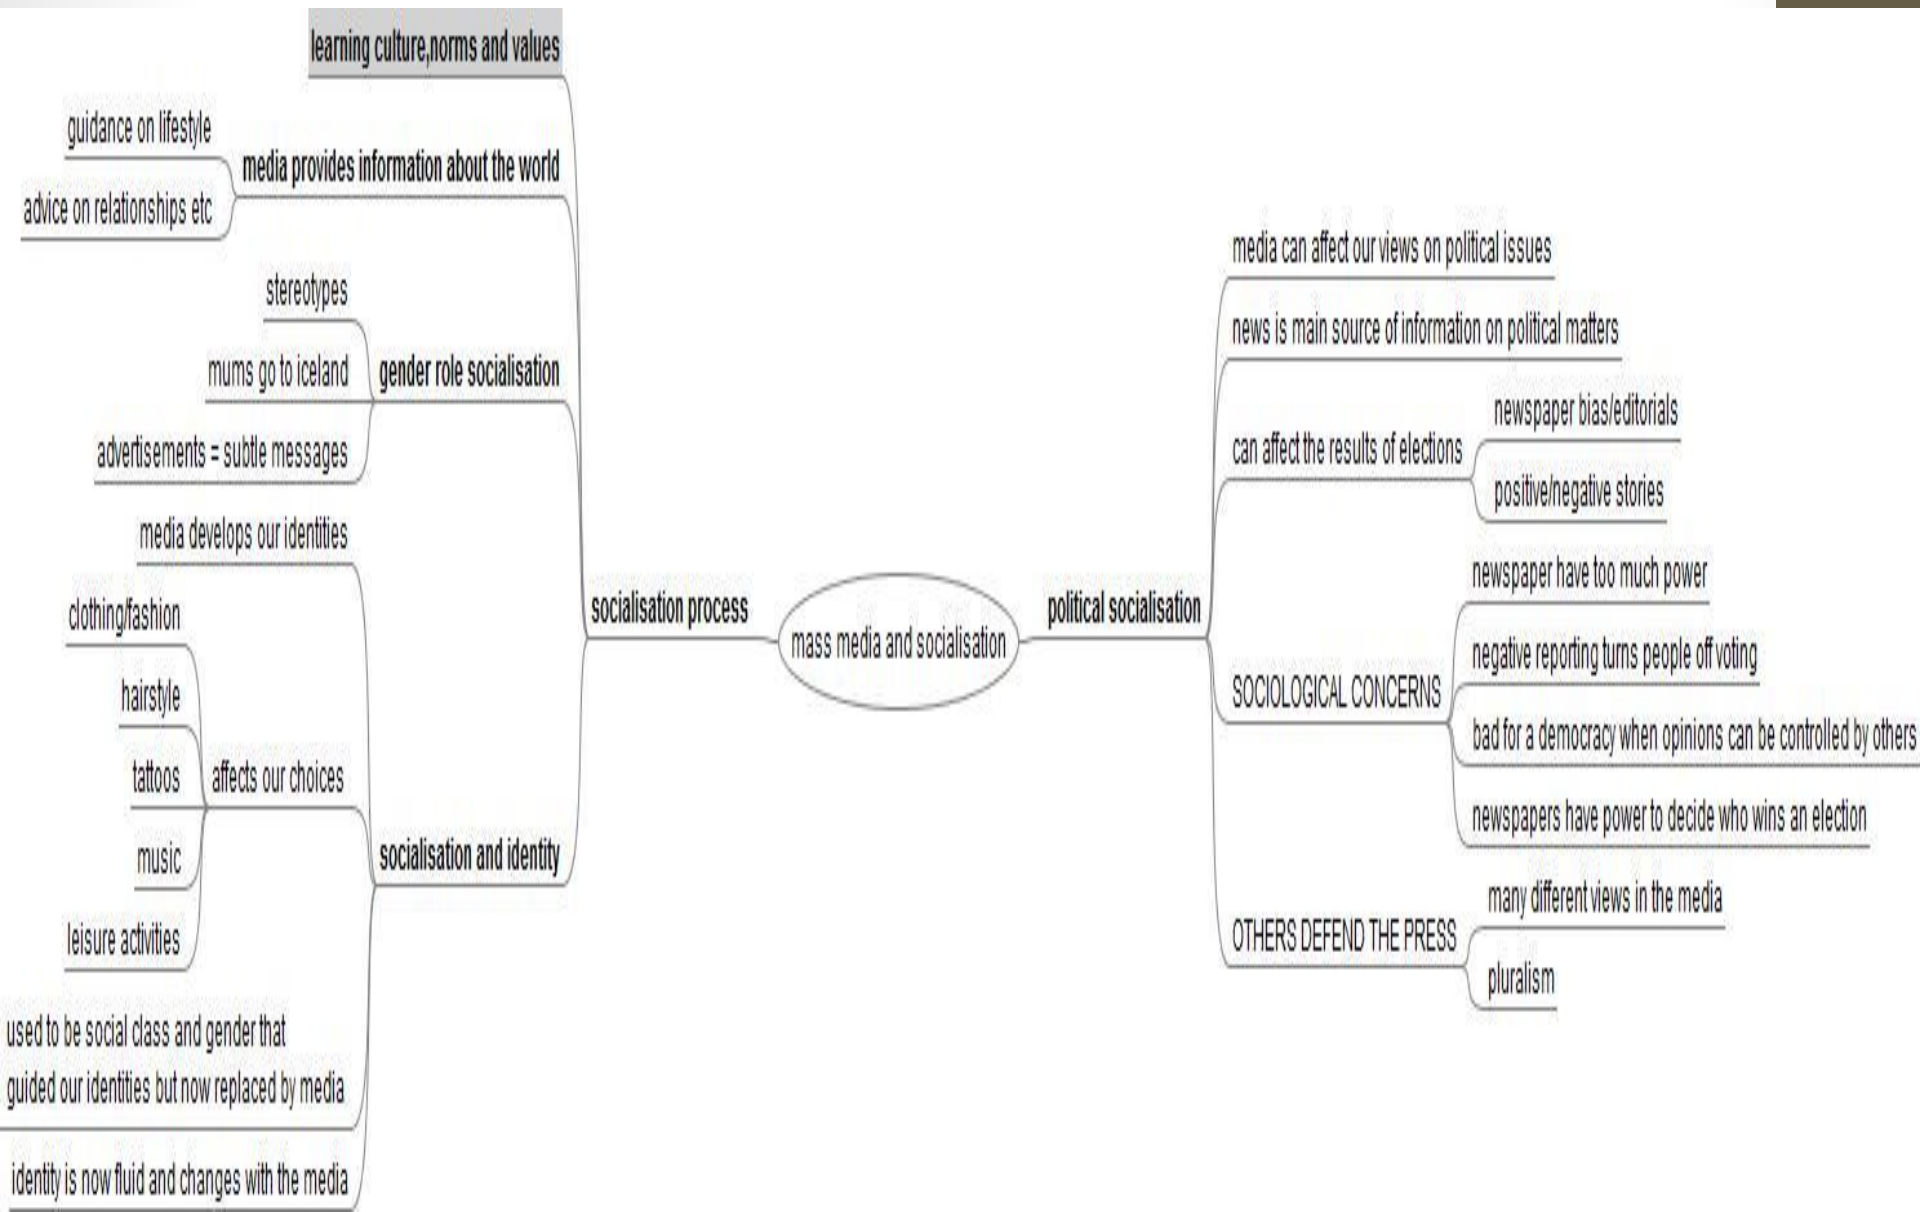 learning culture,norms and values
guidance on lifestyle
media provides information about the world
advice on relationships etc
stereotypes
mums go to iceland
gender role socialisation
advertisements = subtle messages
media develops our identities
clothing/fashion
hairstyle
tattoos
affects our choices
music
leisure activities
socialisation and identity
used to be social class and gender that
guided our identities but now replaced by media
identity is now fluid and changes with the media
socialisation process
mass media and socialisation
political socialisation
media can affect our views on political issues
news is main source of information on political matters
can affect the results of elections
newspaper bias/editorials
positive/negative stories
SOCIOLOGICAL CONCERNS
newspaper have too much power
negative reporting turns people off voting
bad for a democracy when opinions can be controlled by others
newspapers have power to decide who wins an election
OTHERS DEFEND THE PRESS
many different views in the media
pluralism